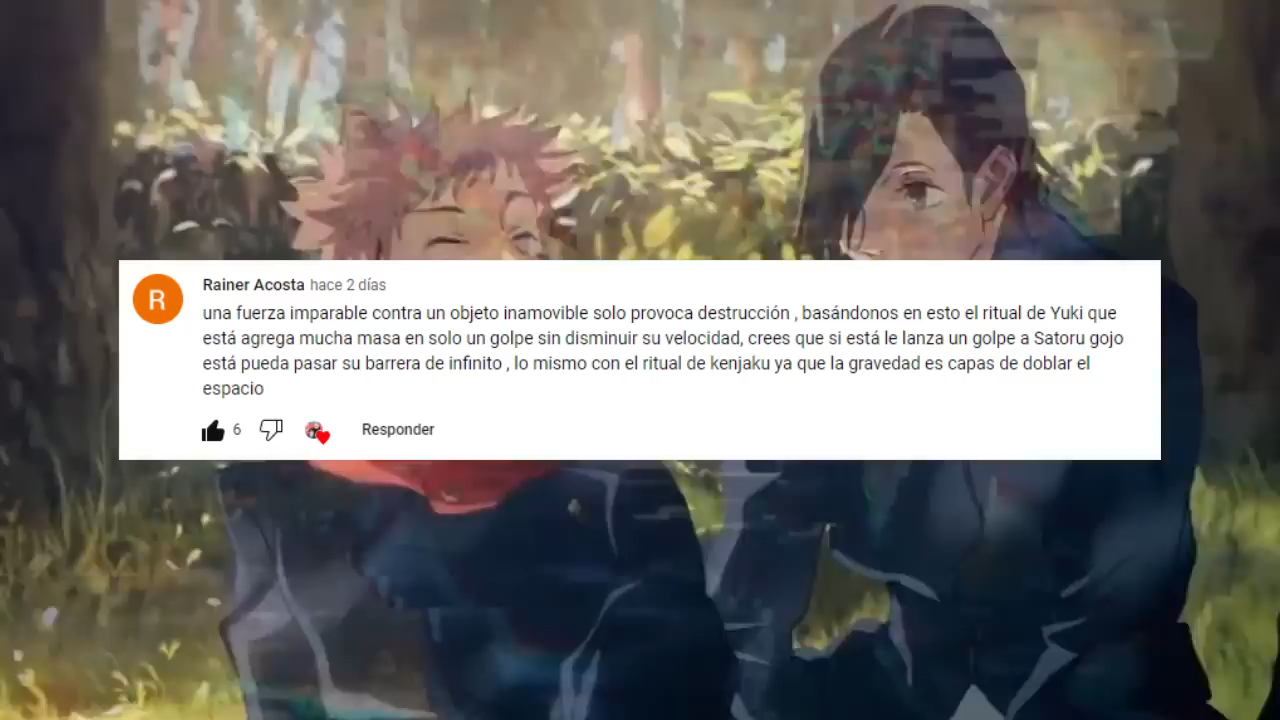 R
Rainer Acosta hace 2 días
una fuerza imparable contra un objeto inamovible solo provoca destrucción , basándonos en esto el ritual de Yuki que
está agrega mucha masa en solo un golpe sin disminuir su velocidad, crees que si está le lanza un golpe a Satoru gojo
está pueda pasar su barrera de infinito , lo mismo con el ritual de kenjaku ya que la gravedad es capas de doblar el
espacio
6 Responder